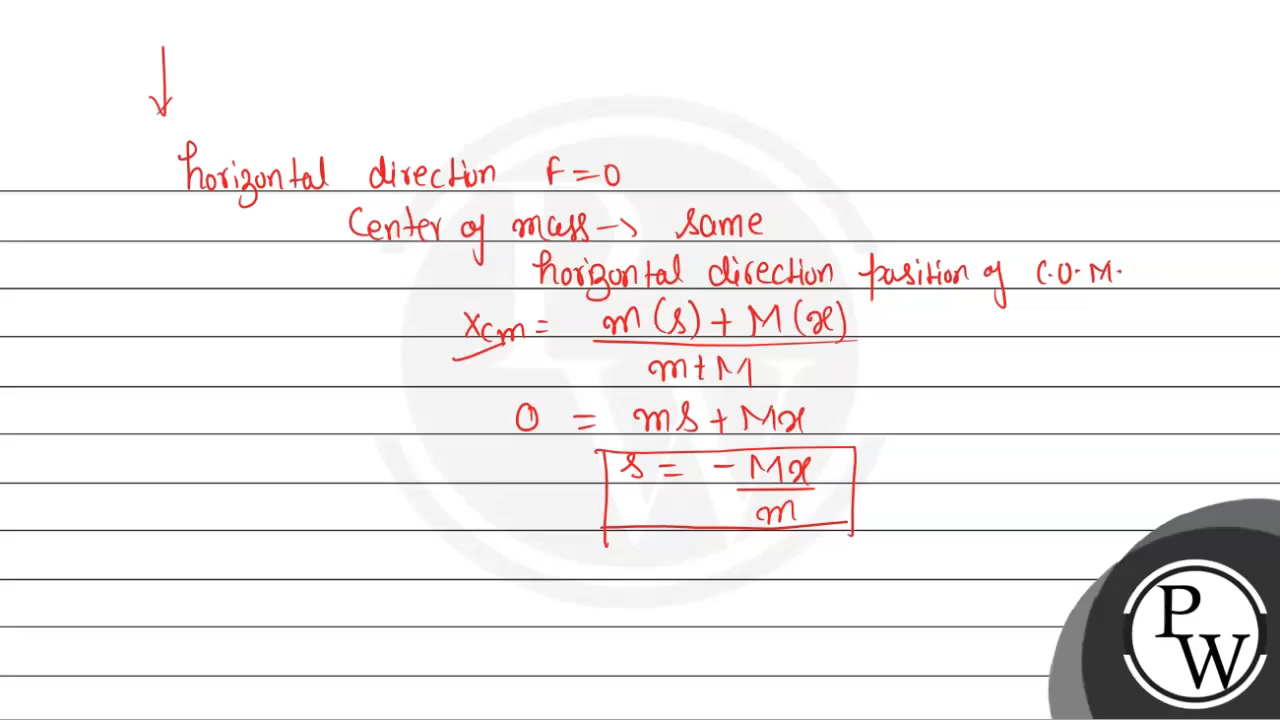 horizontal direction F=0
Center of mass → same
horizontal direction position of C.O.M.
xcm = m(s) + M(x)
m+M
0 = ms + Mx
s = - Mx
m
PW